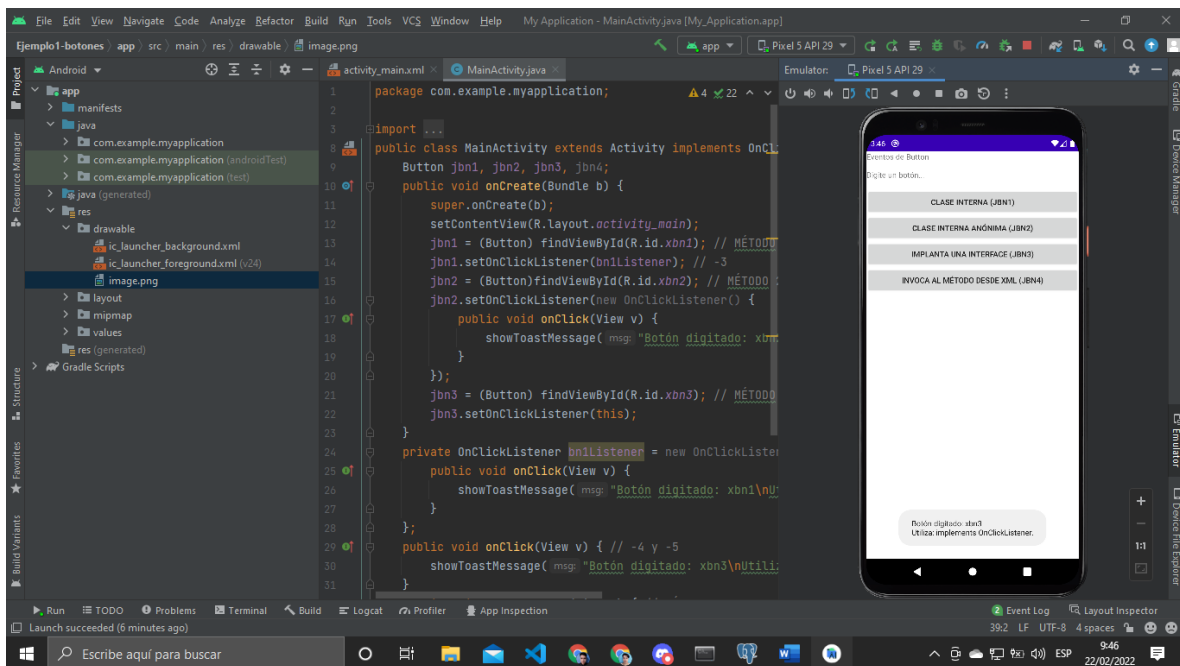 File Edit View Navigate Code Analyze Refactor Build Run Tools VCS Window Help My Application - MainActivity.java [My_Application.app]
Ejemplo1-botones app src main res drawable image.png
app Pixel 5 API 29
Project
Resource Manager
Structure
Favorites
Build Variants
Android
app
manifests
java
com.example.myapplication
com.example.myapplication (androidTest)
com.example.myapplication (test)
java (generated)
res
drawable
ic_launcher_background.xml
ic_launcher_foreground.xml (v24)
image.png
layout
mipmap
values
res (generated)
Gradle Scripts
activity_main.xml MainActivity.java
4 22
1 package com.example.myapplication;
2
3 import ...
8 public class MainActivity extends Activity implements OnCl
9 Button jbn1, jbn2, jbn3, jbn4;
10 public void onCreate(Bundle b) {
11 super.onCreate(b);
12 setContentView(R.layout.activity_main);
13 jbn1 = (Button) findViewById(R.id.xbn1); // MÉTODO
14 jbn1.setOnClickListener(bn1Listener); // -3
15 jbn2 = (Button)findViewById(R.id.xbn2); // MÉTODO
16 jbn2.setOnClickListener(new OnClickListener() {
17 public void onClick(View v) {
18 showToastMessage( msg: "Botón digitado: xbn
19 }
20 });
21 jbn3 = (Button) findViewById(R.id.xbn3); // MÉTODO
22 jbn3.setOnClickListener(this);
23 }
24 private OnClickListener bn1Listener = new OnClickListen
25 public void onClick(View v) {
26 showToastMessage( msg: "Botón digitado: xbn1\nU
27 }
28 };
29 public void onClick(View v) { // -4 y -5
30 showToastMessage( msg: "Botón digitado: xbn3\nUtili
31 }
Emulator: Pixel 5 API 29
3:46
Eventos de Button
Digite un botón...
CLASE INTERNA (JBN1)
CLASE INTERNA ANÓNIMA (JBN2)
IMPLANTA UNA INTERFACE (JBN3)
INVOCA AL MÉTODO DESDE XML (JBN4)
Botón digitado: xbn3
Utiliza: implements OnClickListener.
1:1
Gradle
Device Manager
Emulator
Device File Explorer
Run TODO Problems Terminal Build Logcat Profiler App Inspection
2 Event Log Layout Inspector
Launch succeeded (6 minutes ago)
39:2 LF UTF-8 4 spaces
Escribe aquí para buscar
ESP
9:46
22/02/2022